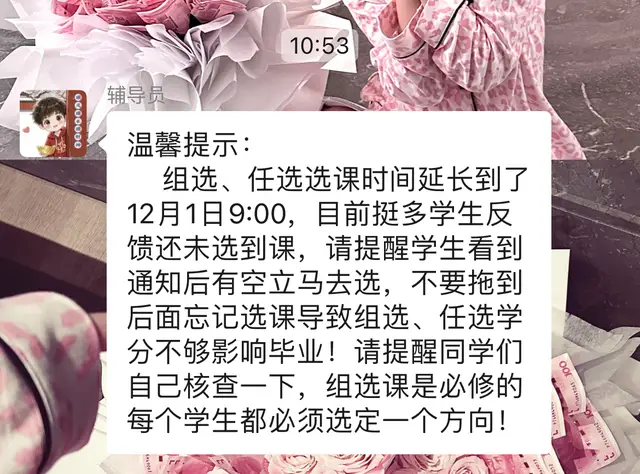 10:53
辅导员
温馨提示：
组选、任选选课时间延长到了
12月1日9:00，目前挺多学生反
馈还未选到课，请提醒学生看到
通知后有空立马去选，不要拖到
后面忘记选课导致组选、任选学
分不够影响毕业！请提醒同学们
自己核查一下，组选课是必修的
每个学生都必须选定一个方向！
100